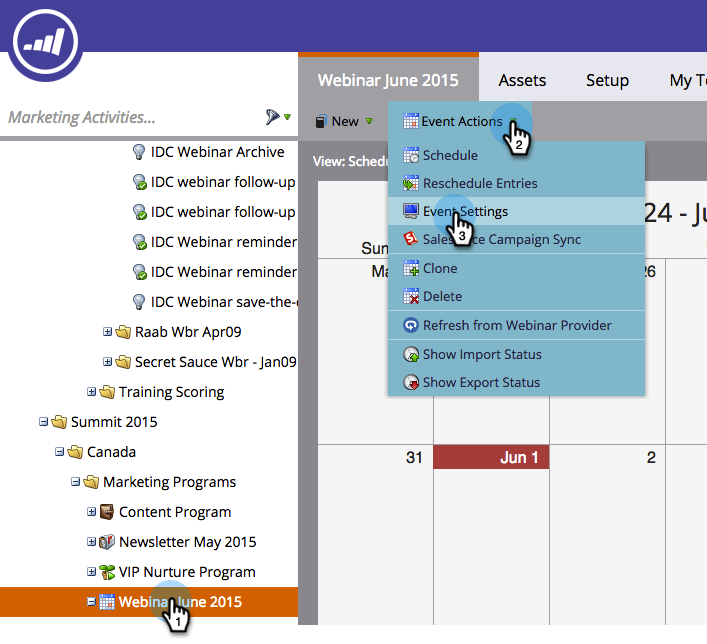 Webinar June 2015
Assets
Setup
My T
Marketing Activities...
New
Event Actions
2
IDC Webinar Archive
IDC webinar follow-up
IDC webinar follow-up
IDC Webinar reminder
IDC Webinar reminder
IDC Webinar save-the-
Raab Wbr Apr09
Secret Sauce Wbr - Jan09
Training Scoring
Summit 2015
Canada
Marketing Programs
Content Program
Newsletter May 2015
VIP Nurture Program
Webinar June 2015
1
View: Schedu
Schedule
Reschedule Entries
Event Settings
3
Campaign Sync
Clone
Delete
Refresh from Webinar Provider
Show Import Status
Show Export Status
24 - Ju
Sun
Ma
26
31
Jun 1
2